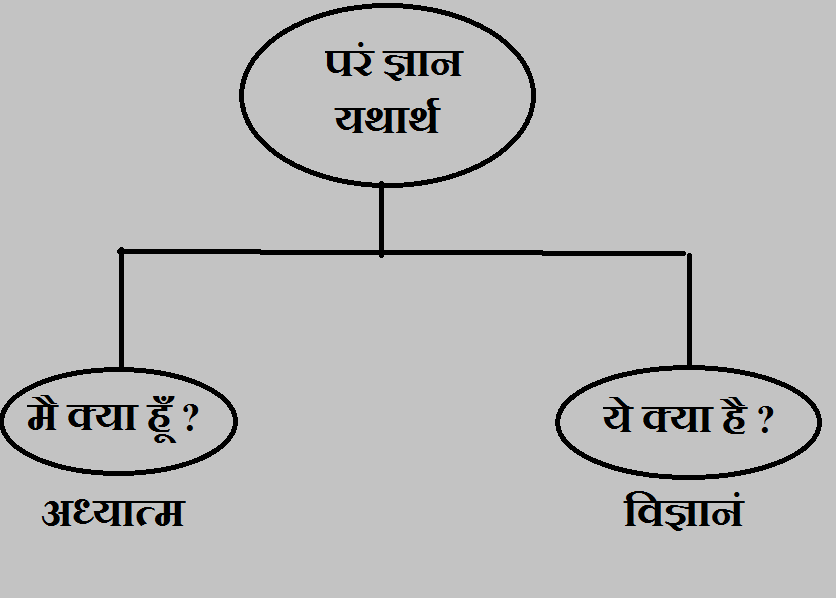 परं ज्ञान
यथार्थ
मै क्या हूँ ?
ये क्या है ?
अध्यात्म
विज्ञानं